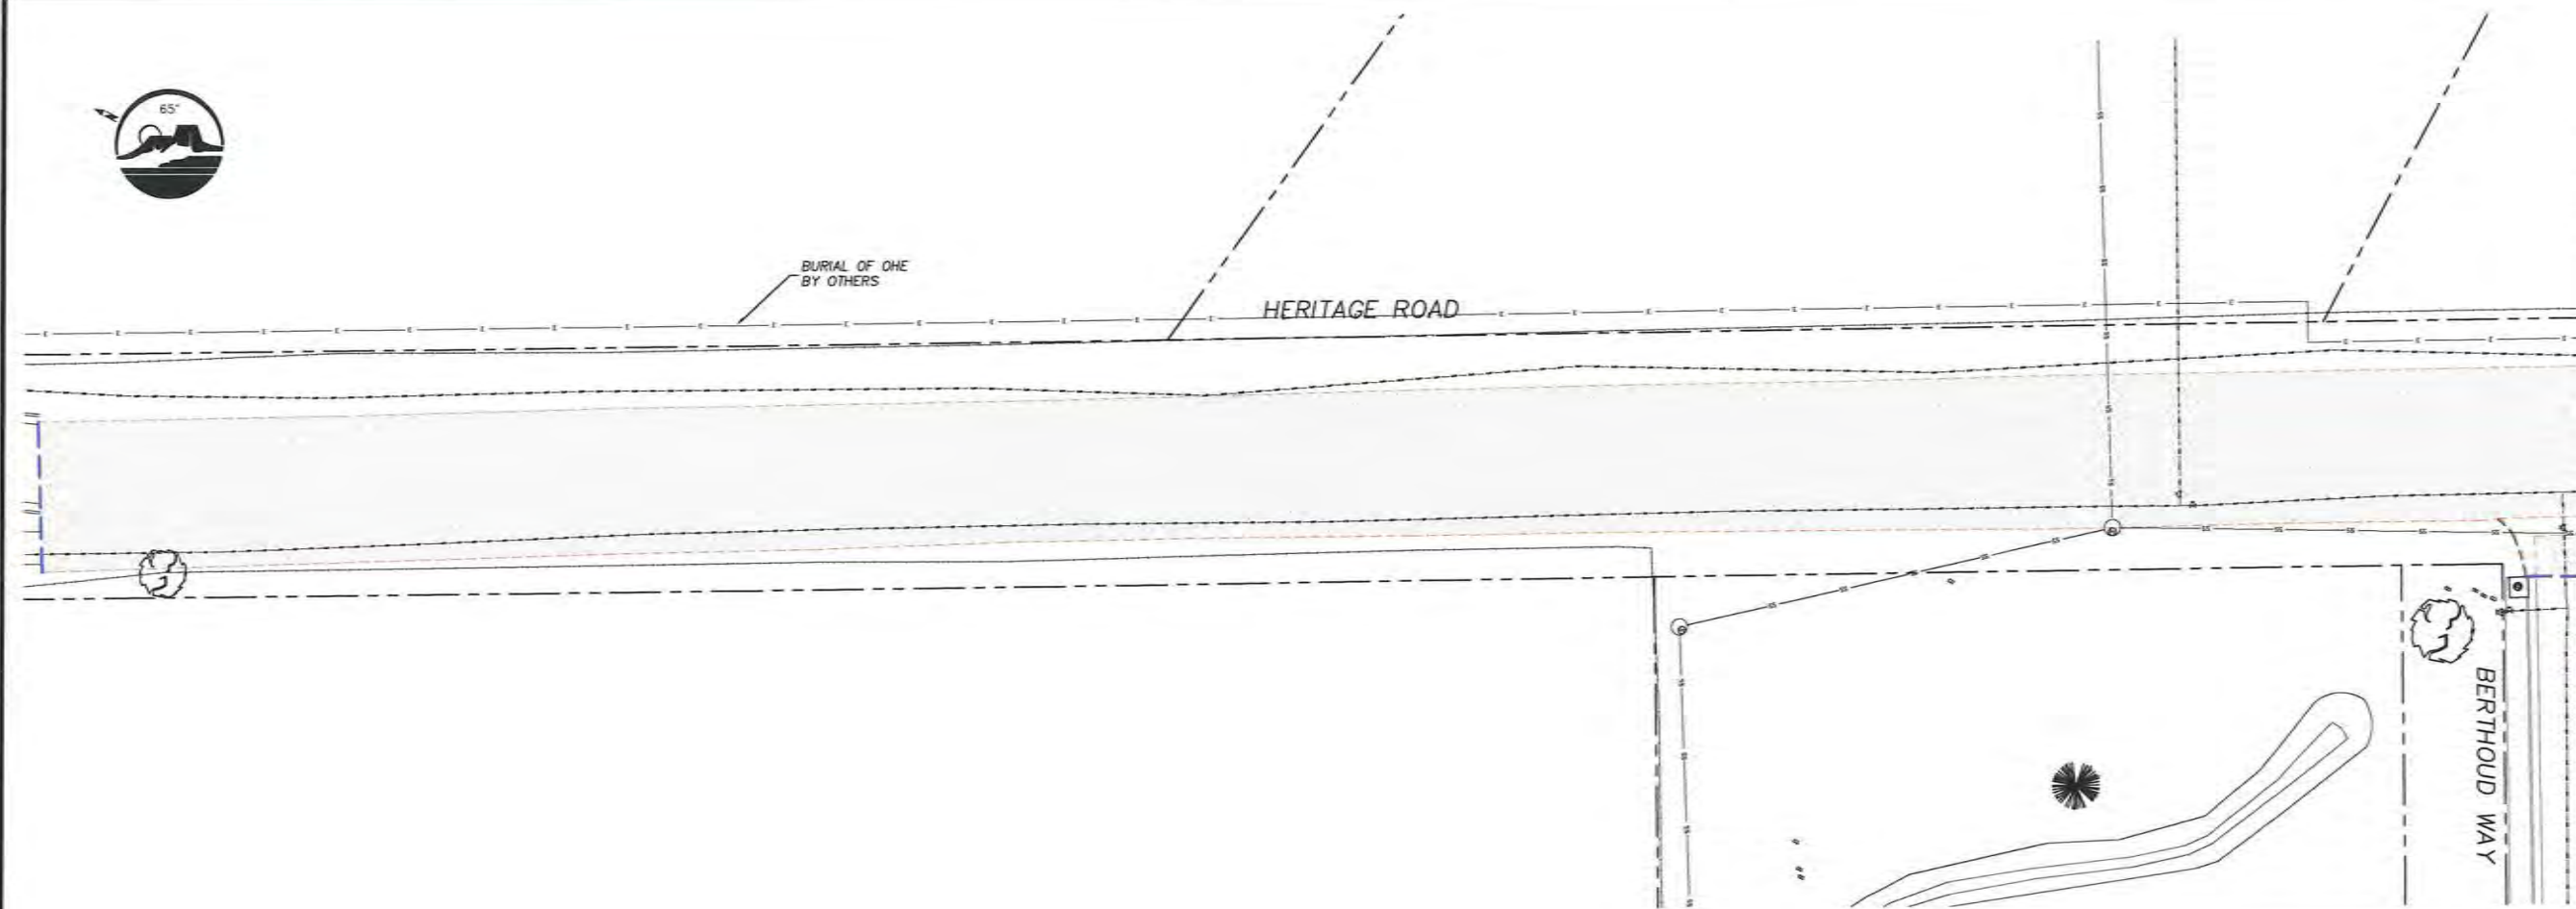 65°
N
BURIAL OF OHE
BY OTHERS
HERITAGE ROAD
BERTHOUD WAY